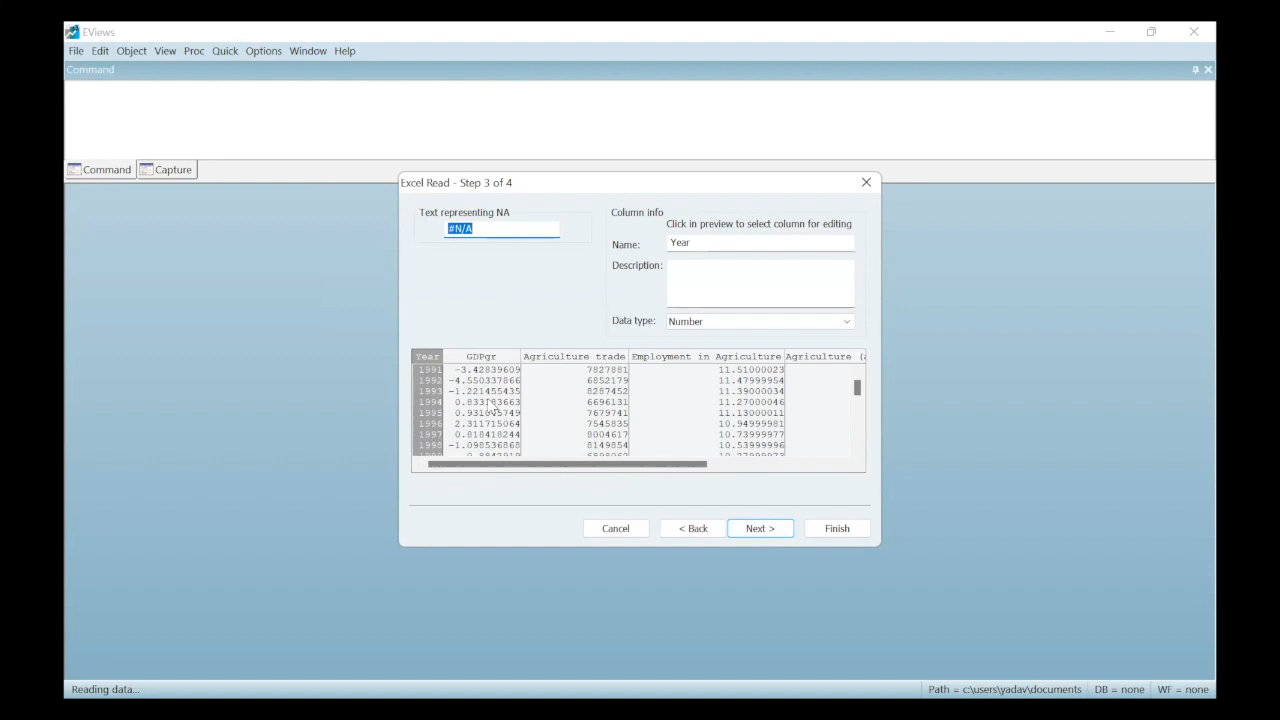 EViews
File Edit Object View Proc Quick Options Window Help
Command
Command Capture
Excel Read - Step 3 of 4
Text representing NA
#N/A
Column info
Click in preview to select column for editing
Name: Year
Description:
Data type: Number
Year GDPgr Agriculture trade Employment in Agriculture Agriculture (
1991 -3.42839609 7827881 11.51000023
1992 -4.550337866 6852179 11.47999954
1993 -1.221455435 8287452 11.39000034
1994 0.833183663 6696131 11.27000046
1995 7679741 11.13000011
1996 2.311715064 7545835 10.94999981
1997 0.818418244 8004617 10.73999977
1998 -1.098536868 8149854 10.53999996
Cancel < Back Next > Finish
Reading data... Path = c:\users\yadav\documents DB = none WF = none